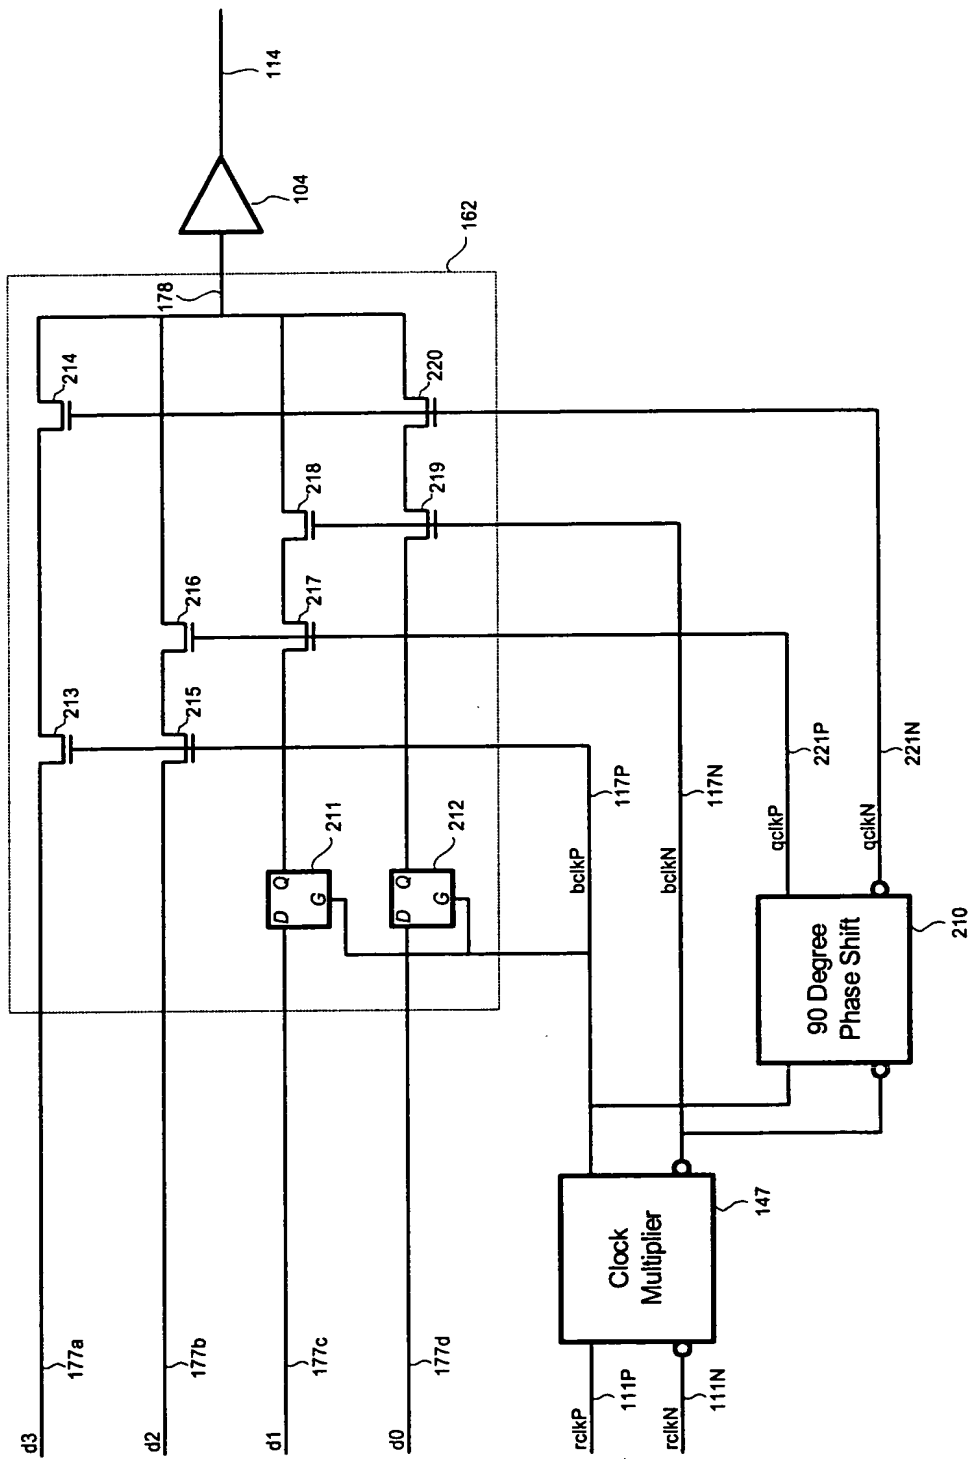 114
104
162
178
214
220
218
219
216
217
213
215
211
212
D Q
G
D Q
G
d3
177a
d2
177b
d1
177c
d0
177d
bclkP
117P
bclkN
117N
qclkP
221P
qclkN
221N
90 Degree
Phase Shift
210
Clock
Multiplier
147
rclkP
111P
rclkN
111N